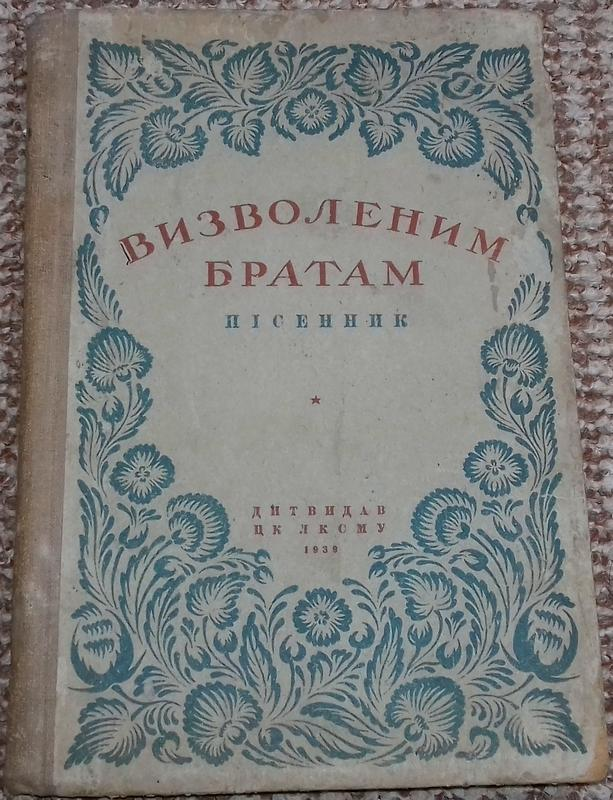 ВИЗВОЛЕНИМ
БРАТАМ
ПІСЕННИК
ДИТВИДАВ
ЦК ЛКСМУ
1939